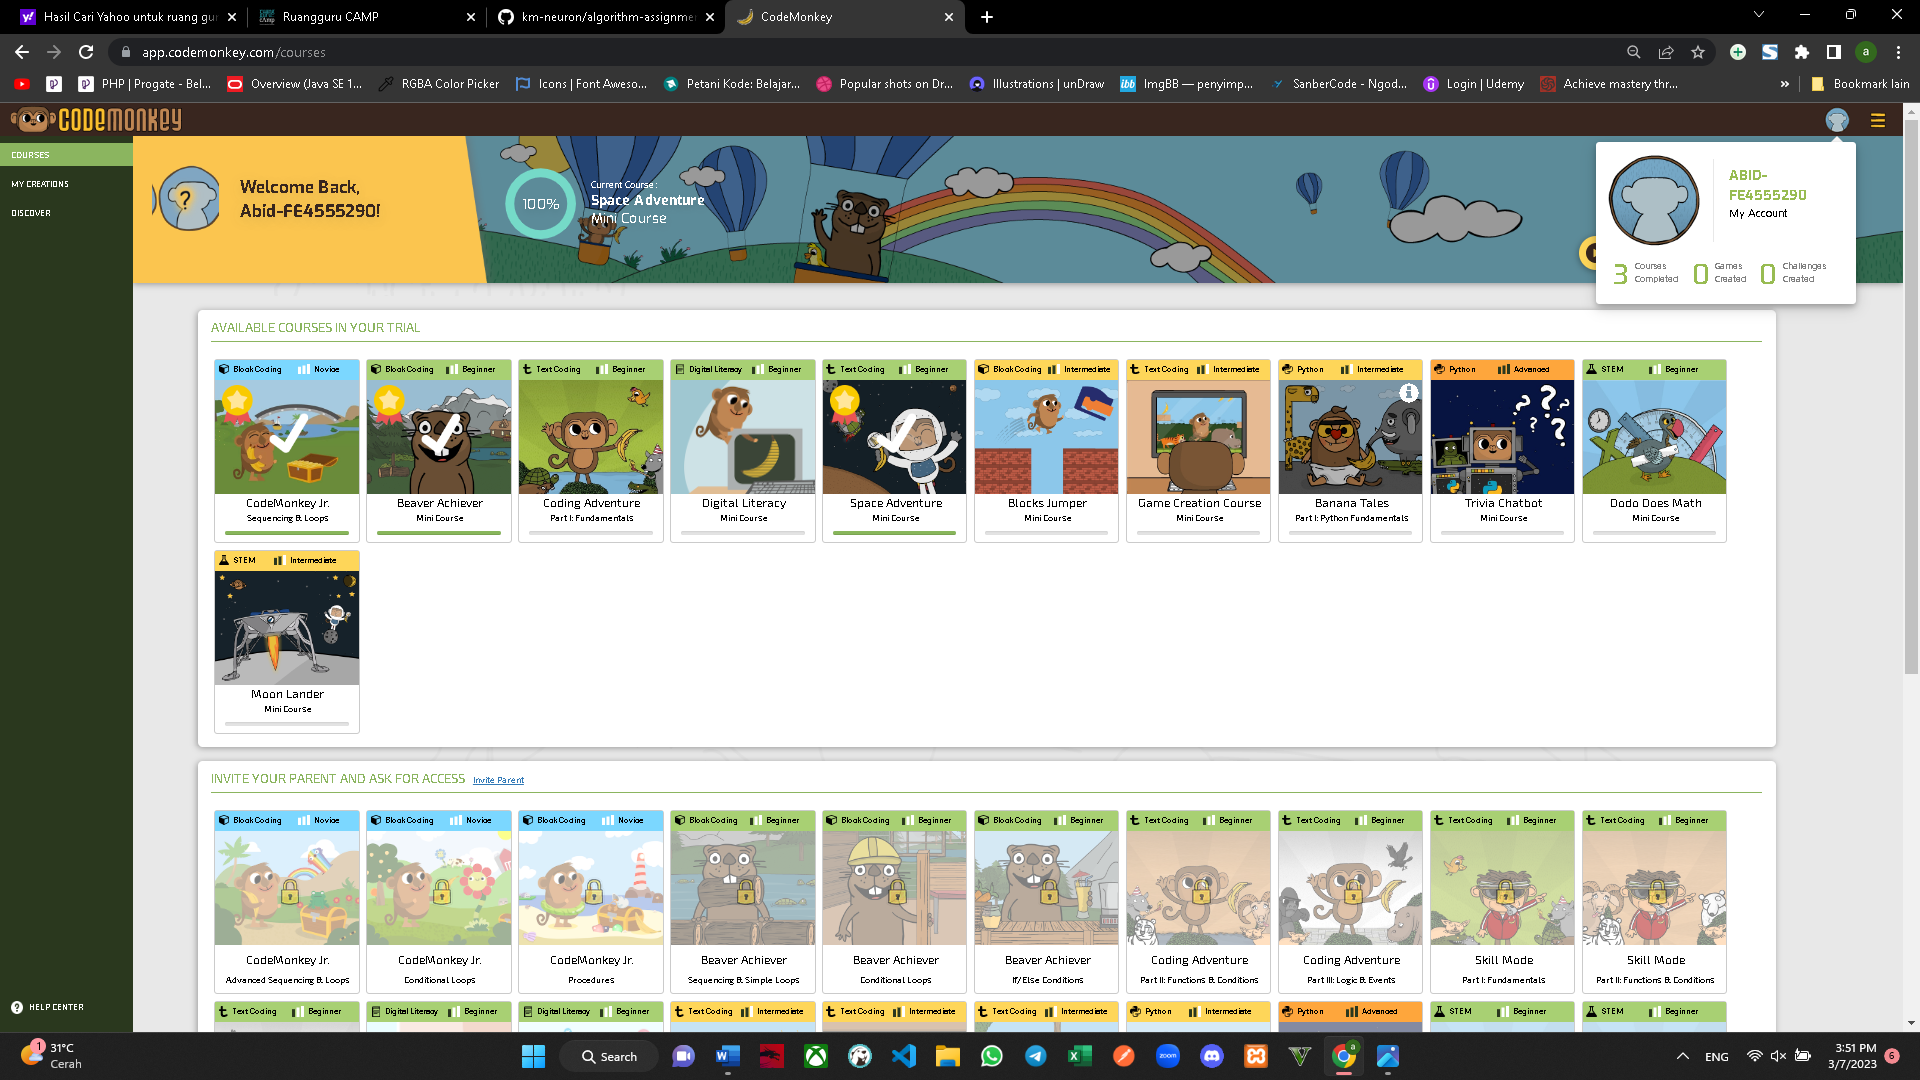 Hasil Cari Yahoo untuk ruang gur
Ruangguru CAMP
km-neuron/algorithm-assignme
CodeMonkey
app.codemonkey.com/courses
a
PHP | Progate - Bel...
Overview (Java SE 1...
RGBA Color Picker
Icons | Font Aweso...
Petani Kode: Belajar...
Popular shots on Dr...
Illustrations | unDraw
ibb
ImgBB — penyimp...
SanberCode - Ngod...
Login | Udemy
Achieve mastery thr...
»
Bookmark lain
CODEMONKEY
COURSES
MY CREATIONS
DISCOVER
HELP CENTER
?
Welcome Back,
Abid-FE4555290!
100%
Current Course:
Space Adventure
Mini Course
ABID-
FE4555290
My Account
3 Courses Completed
0 Games Created
0 Challenges Created
AVAILABLE COURSES IN YOUR TRIAL
Block Coding Novice
CodeMonkey Jr.
Sequencing & Loops
Block Coding Beginner
Beaver Achiever
Mini Course
Text Coding Beginner
Coding Adventure
Part I: Fundamentals
Digital Literacy Beginner
Digital Literacy
Mini Course
Text Coding Beginner
Space Adventure
Mini Course
Block Coding Intermediate
Blocks Jumper
Mini Course
Text Coding Intermediate
Game Creation Course
Mini Course
Python Intermediate
Banana Tales
Part I: Python Fundamentals
Python Advanced
? ? ? ?
Trivia Chatbot
Mini Course
STEM Beginner
Dodo Does Math
Mini Course
STEM Intermediate
Moon Lander
Mini Course
INVITE YOUR PARENT AND ASK FOR ACCESS Invite Parent
Block Coding Novice
CodeMonkey Jr.
Advanced Sequencing & Loops
Block Coding Novice
CodeMonkey Jr.
Conditional Loops
Block Coding Novice
CodeMonkey Jr.
Procedures
Block Coding Beginner
Beaver Achiever
Sequencing & Simple Loops
Block Coding Beginner
Beaver Achiever
Conditional Loops
Block Coding Beginner
Beaver Achiever
If/Else Conditions
Text Coding Beginner
Coding Adventure
Part II: Functions & Conditions
Text Coding Beginner
Coding Adventure
Part III: Logic & Events
Text Coding Beginner
Skill Mode
Part I: Fundamentals
Text Coding Beginner
Skill Mode
Part II: Functions & Conditions
Text Coding Beginner
Digital Literacy Beginner
Digital Literacy Beginner
Text Coding Intermediate
Text Coding Intermediate
Text Coding Intermediate
Python Intermediate
Python Advanced
STEM Beginner
STEM Beginner
1
31°C
Cerah
Search
zoom
a
ENG
3:51 PM
3/7/2023
6